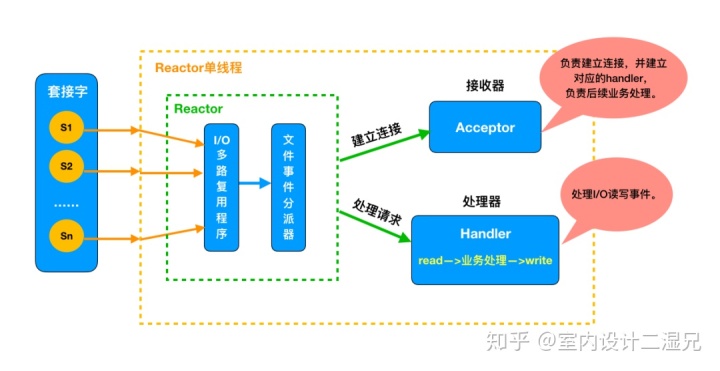 Reactor单线程
套接字
S1
S2
......
Sn
Reactor
I/O
多
路
复
用
程
序
文
件
事
件
分
派
器
建立连接
处理请求
接收器
Acceptor
负责建立连接，并建立
对应的handler，
负责后续业务处理。
处理器
Handler
read—>业务处理—>write
处理I/O读写事件。
知乎 @室内设计二湿兄